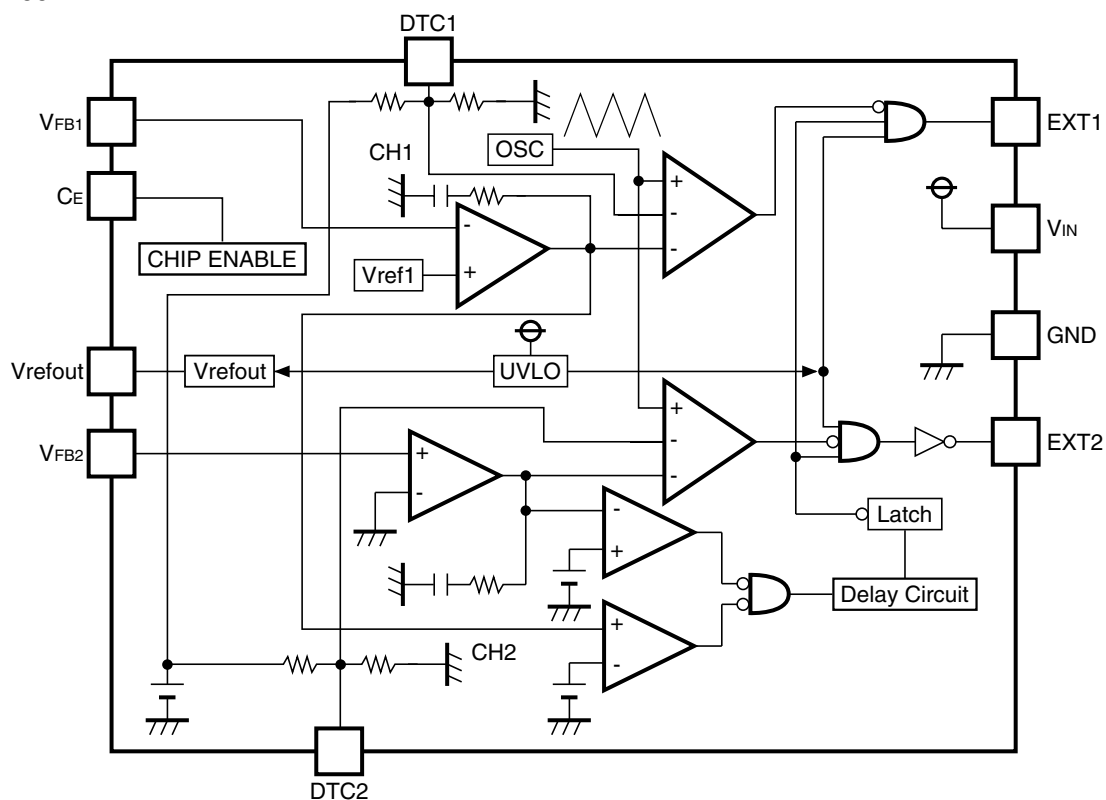 DTC1
VFB1
EXT1
OSC
CH1
+
-
-
CE
-
VIN
CHIP ENABLE
Vref1
+
GND
Vrefout
Vrefout
UVLO
+
-
-
EXT2
VFB2
+
-
Latch
-
+
Delay Circuit
+
-
CH2
DTC2